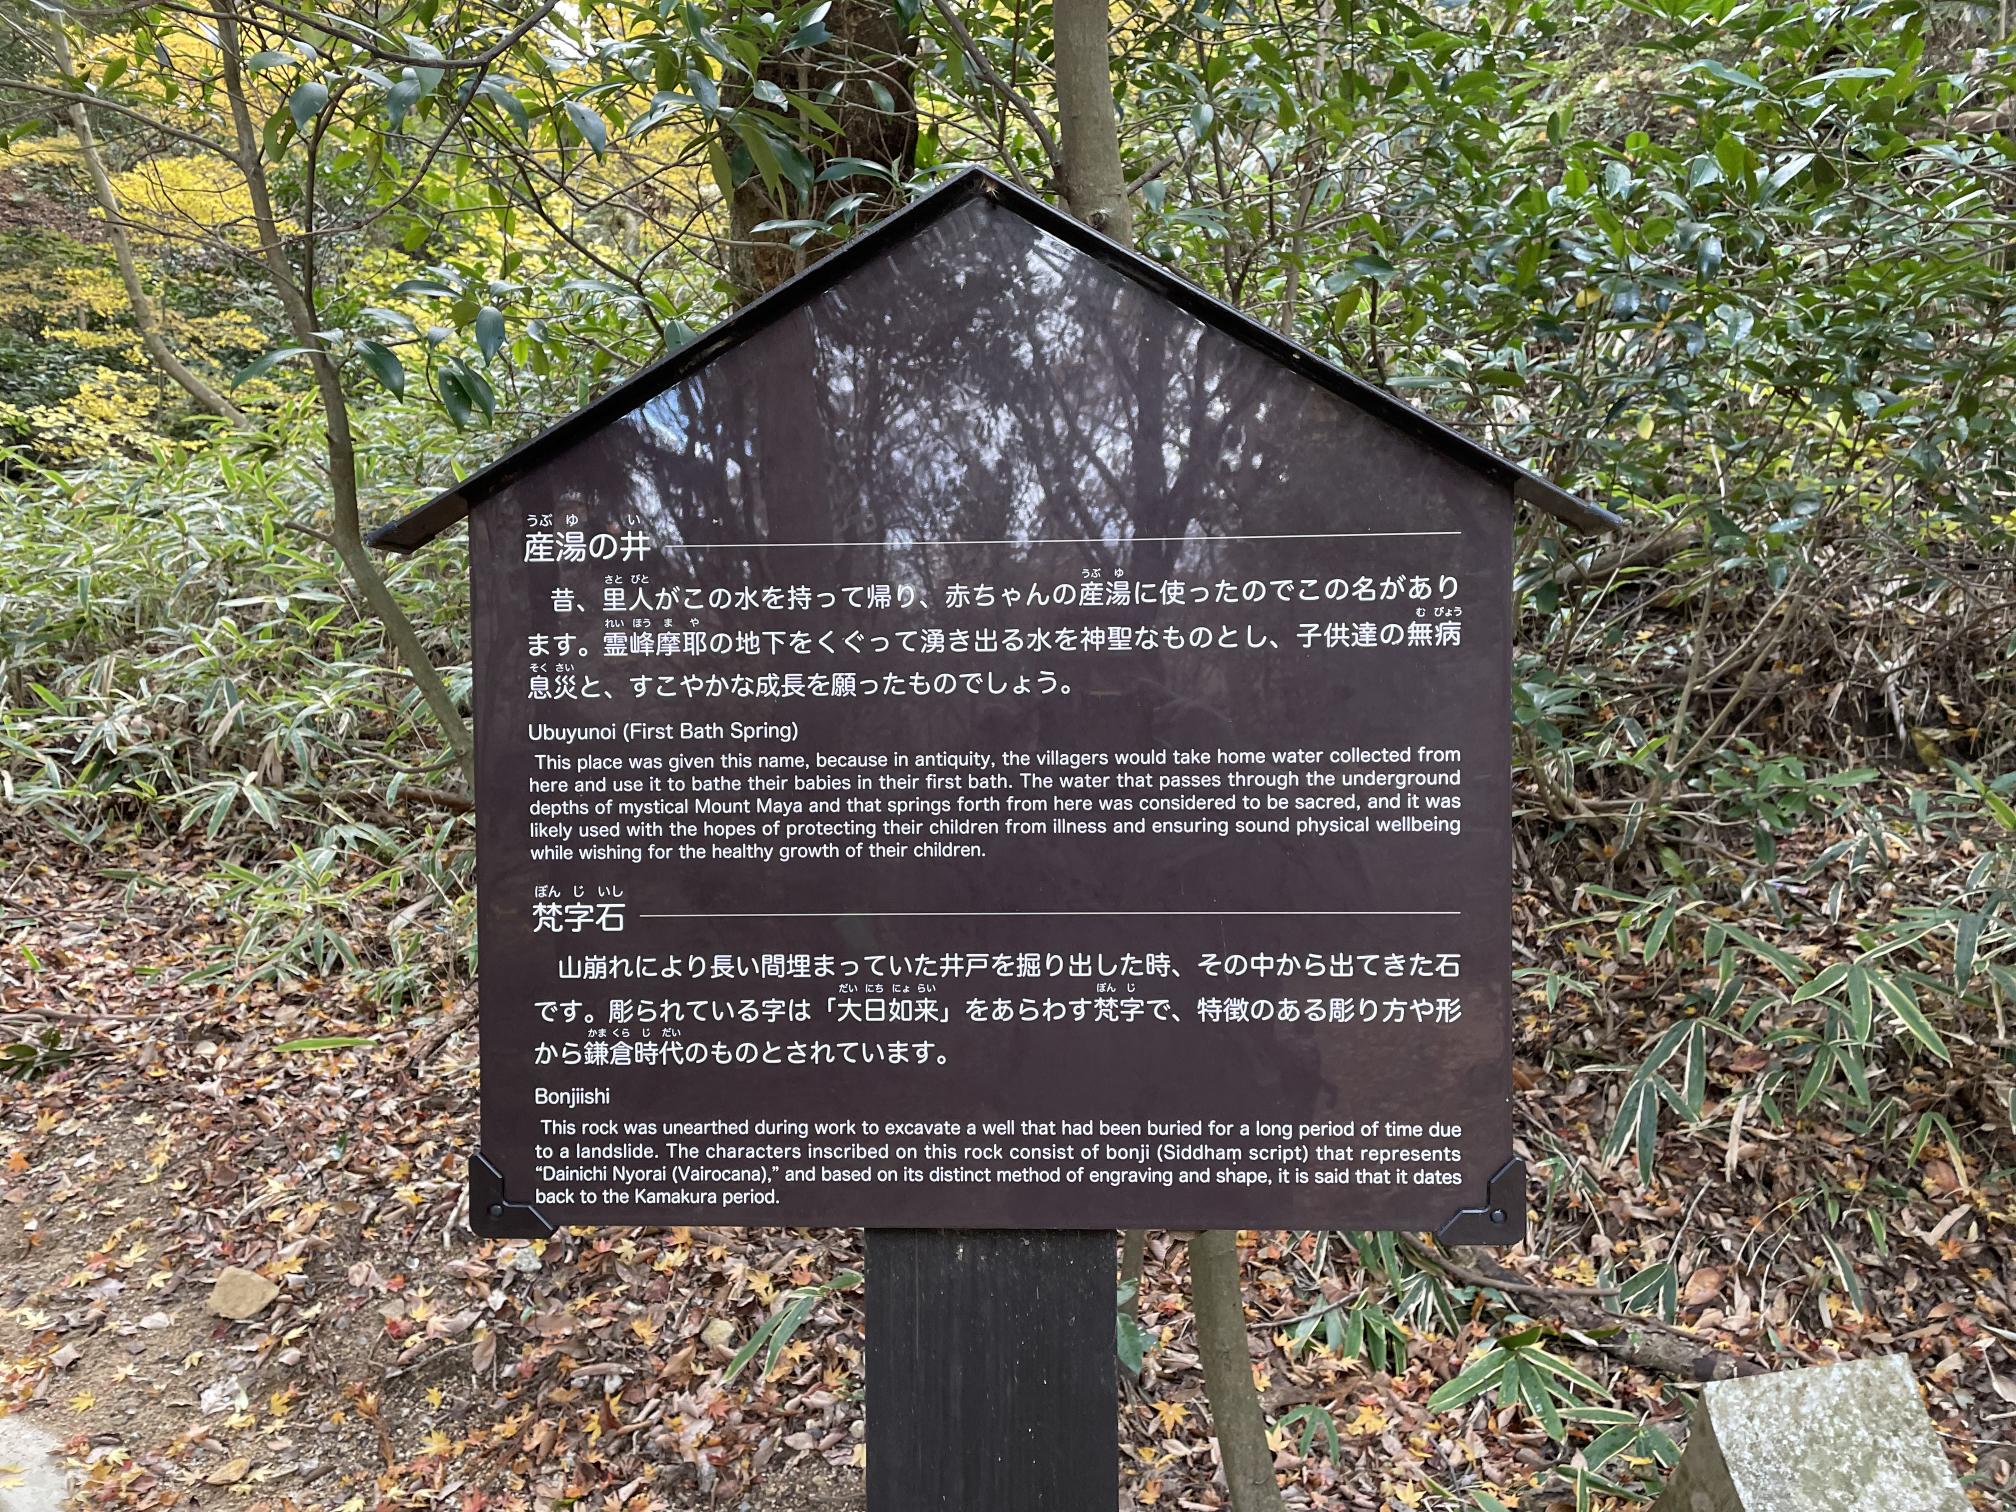 うぶ ゆ い
産湯の井
さと びと うぶ ゆ
昔、里人がこの水を持って帰り、赤ちゃんの産湯に使ったのでこの名があり
れい ほう ま や む びょう
ます。霊峰摩耶の地下をくぐって湧き出る水を神聖なものとし、子供達の無病
そく さい
息災と、すこやかな成長を願ったものでしょう。
Ubuyunoi (First Bath Spring)
This place was given this name, because in antiquity, the villagers would take home water collected from
here and use it to bathe their babies in their first bath. The water that passes through the underground
depths of mystical Mount Maya and that springs forth from here was considered to be sacred, and it was
likely used with the hopes of protecting their children from illness and ensuring sound physical wellbeing
while wishing for the healthy growth of their children.
ぼん じ いし
梵字石
山崩れにより長い間埋まっていた井戸を掘り出した時、その中から出てきた石
だい にち にょ らい ぼん じ
です。彫られている字は「大日如来」をあらわす梵字で、特徴のある彫り方や形
かま くら じ だい
から鎌倉時代のものとされています。
Bonjiishi
This rock was unearthed during work to excavate a well that had been buried for a long period of time due
to a landslide. The characters inscribed on this rock consist of bonji (Siddhaṃ script) that represents
“Dainichi Nyorai (Vairocana),” and based on its distinct method of engraving and shape, it is said that it dates
back to the Kamakura period.